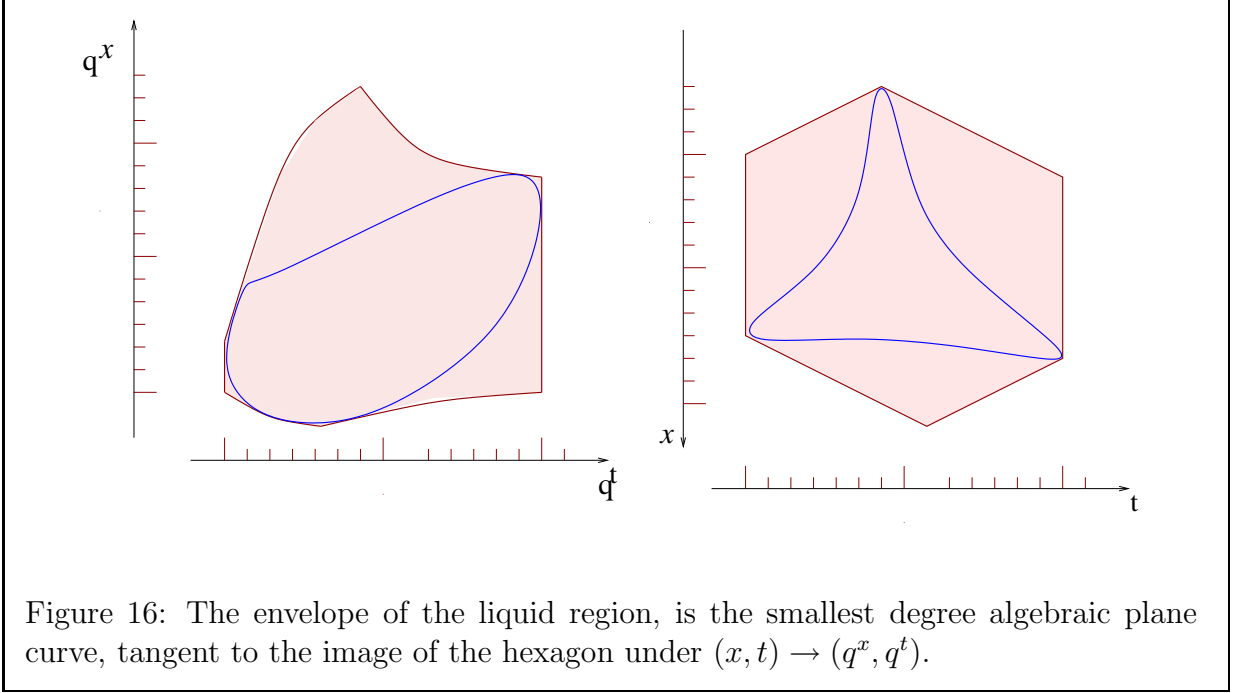 q^x
q^t
x
t
Figure 16: The envelope of the liquid region, is the smallest degree algebraic plane
curve, tangent to the image of the hexagon under (x, t) → (q^x, q^t).